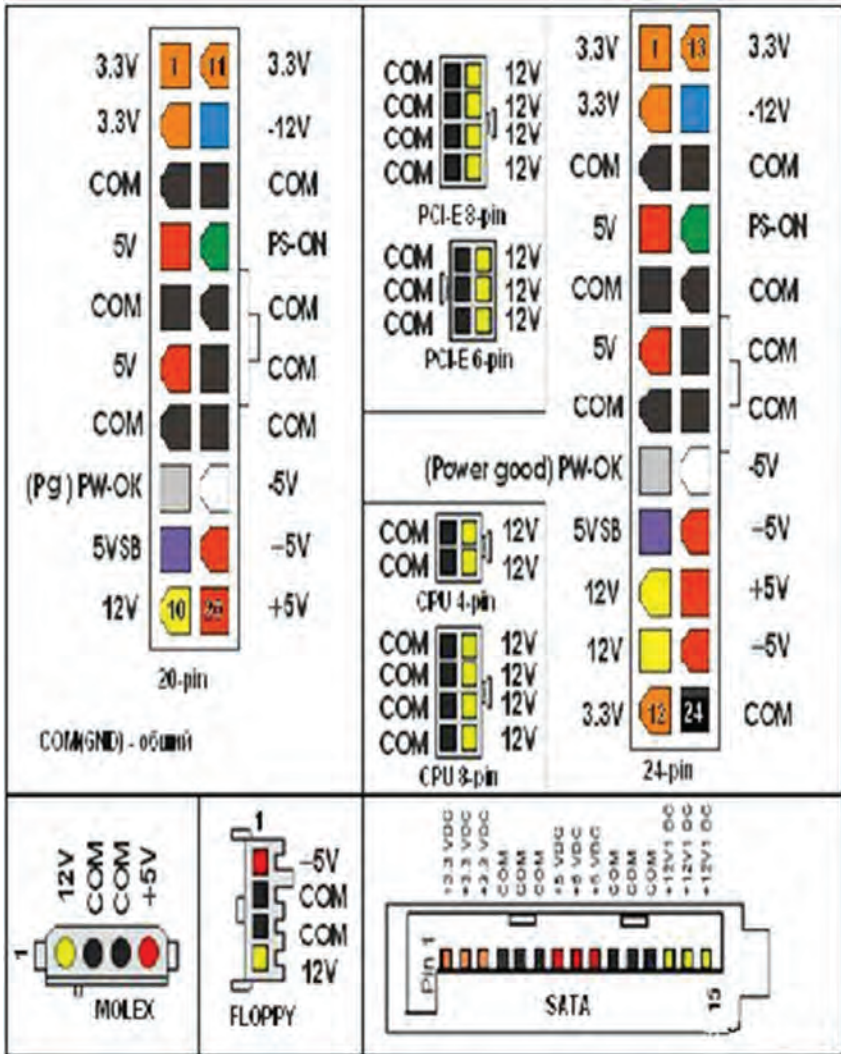 3.3V 1 11 3.3V
3.3V -12V
COM COM
5V PS-ON
COM COM
5V COM
COM COM
(Pg) PW-OK -5V
5VSB +5V
12V 10 20 +5V
20-pin
COM(GND) - общий
COM 12V
COM 12V
COM 12V
COM 12V
PCI-E 8-pin
COM 12V
COM 12V
COM 12V
PCI-E 6-pin
COM 12V
COM 12V
CPU 4-pin
COM 12V
COM 12V
COM 12V
COM 12V
CPU 8-pin
3.3V 1 13 3.3V
3.3V -12V
COM COM
5V PS-ON
COM COM
5V COM
COM COM
(Power good) PW-OK -5V
5VSB +5V
12V +5V
12V +5V
3.3V 12 24 COM
24-pin
12V
COM
COM
+5V
1
MOLEX
1
+5V
COM
COM
12V
FLOPPY
+3.3 VDC
+3.3 VDC
+3.3 VDC
COM
COM
COM
+5 VDC
+5 VDC
+5 VDC
COM
COM
COM
+12V1 DC
+12V1 DC
+12V1 DC
Pin 1
15
SATA